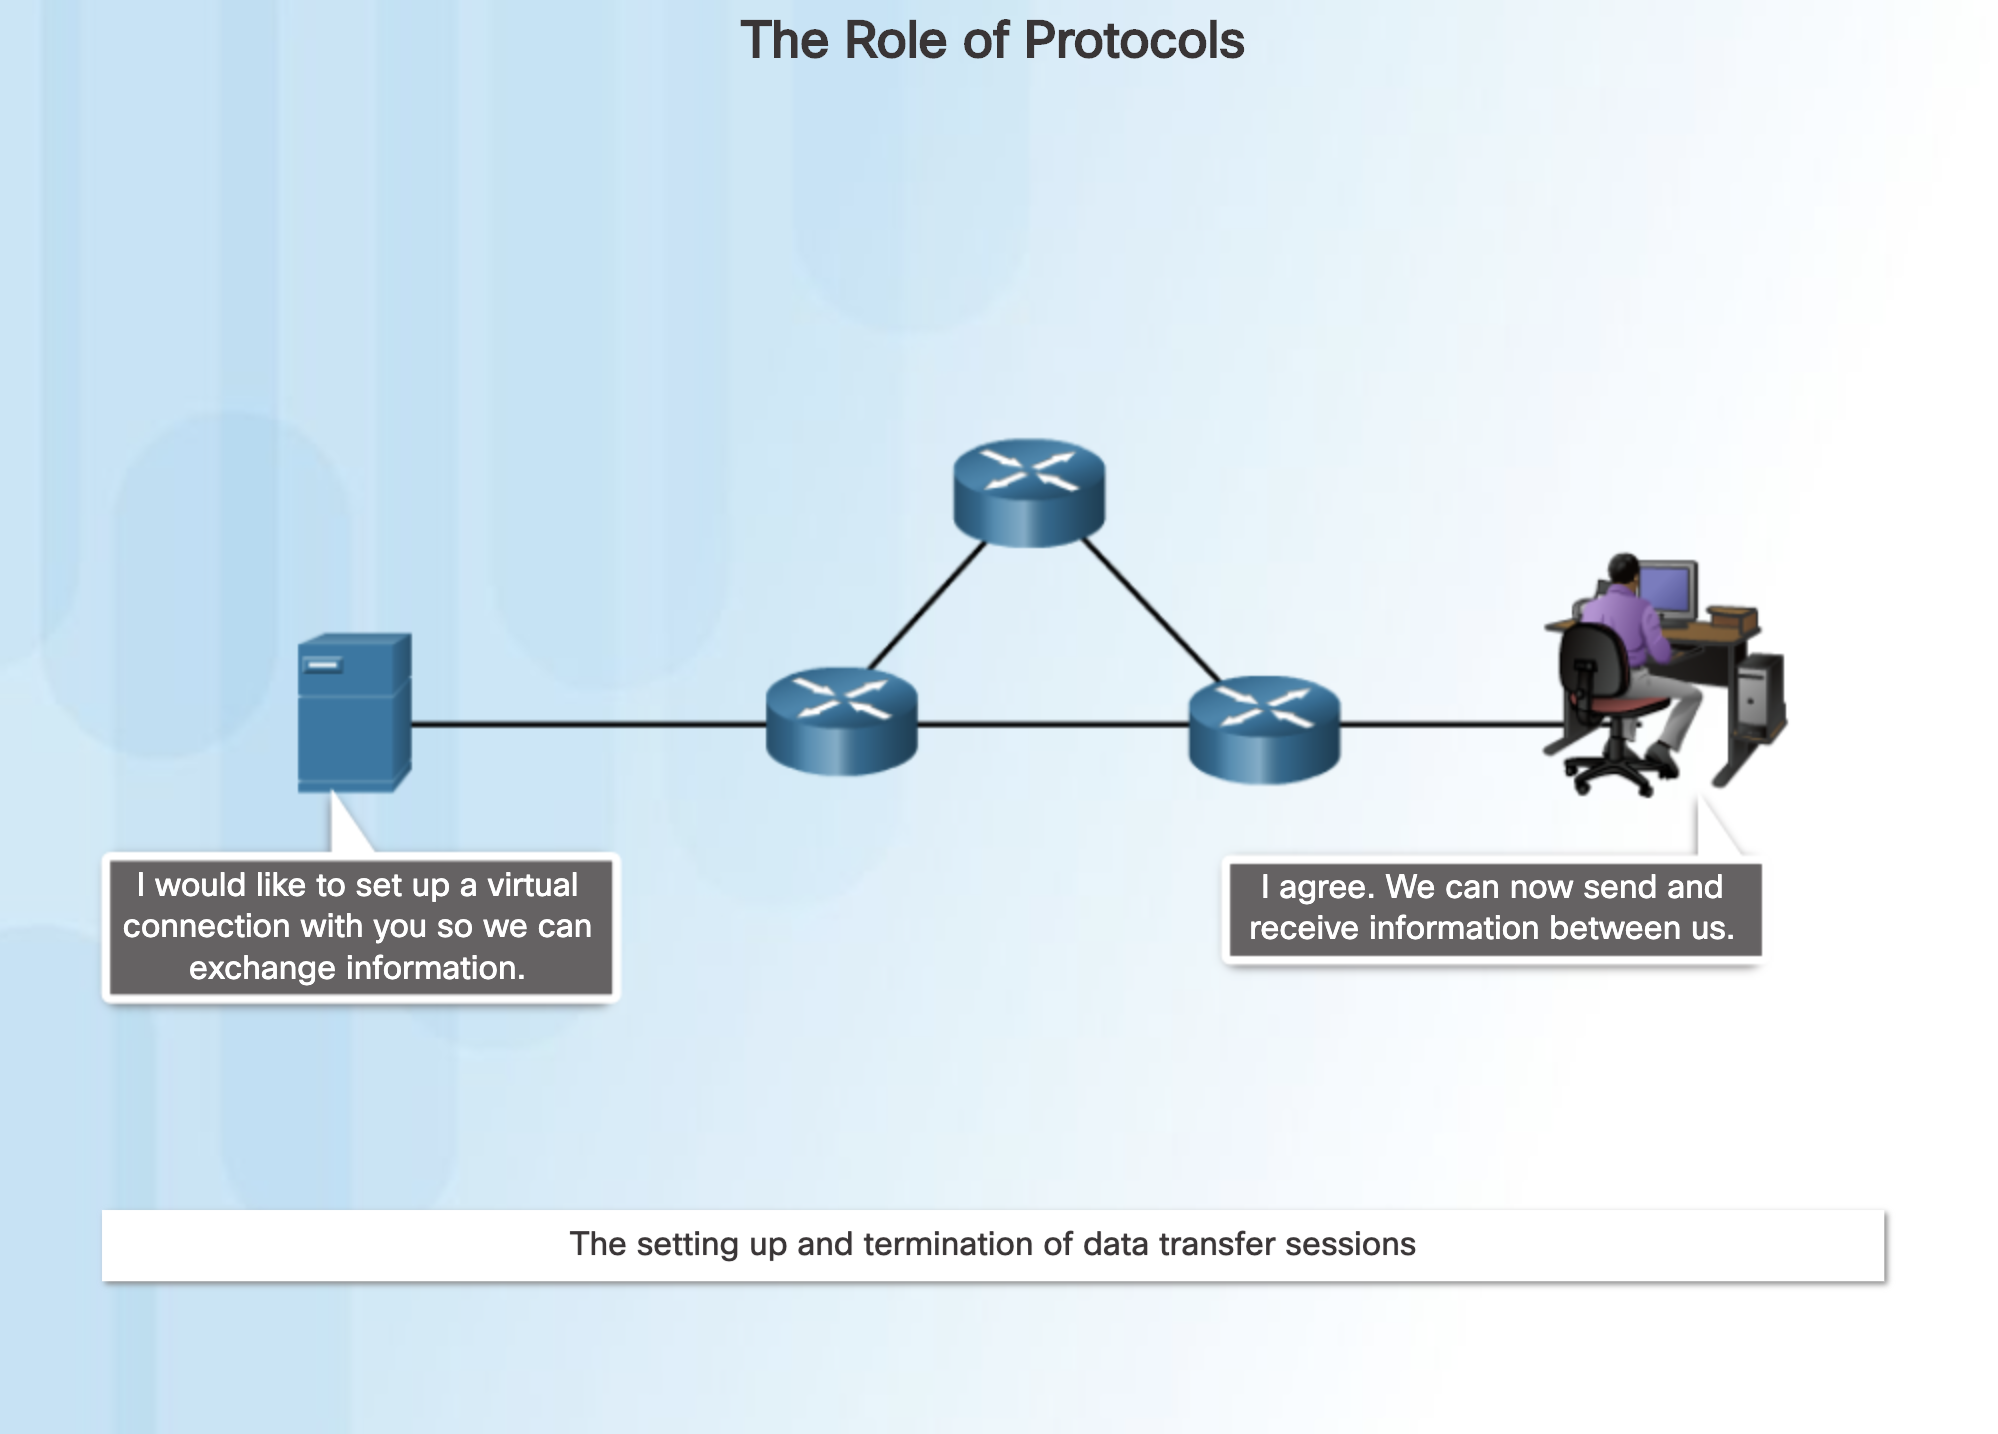 The Role of Protocols
I would like to set up a virtual
connection with you so we can
exchange information.
I agree. We can now send and
receive information between us.
The setting up and termination of data transfer sessions